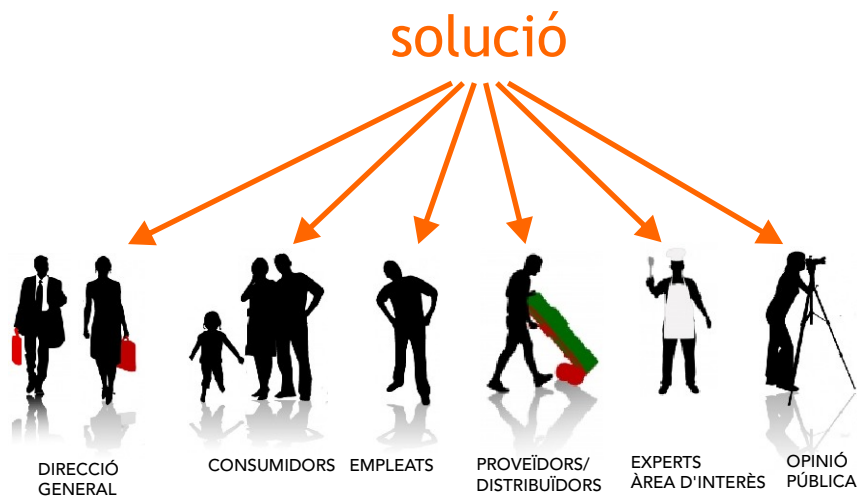 solució
DIRECCIÓ
GENERAL
CONSUMIDORS
EMPLEATS
PROVEÏDORS/
DISTRIBUÏDORS
EXPERTS
ÀREA D'INTERÈS
OPINIÓ
PÚBLICA